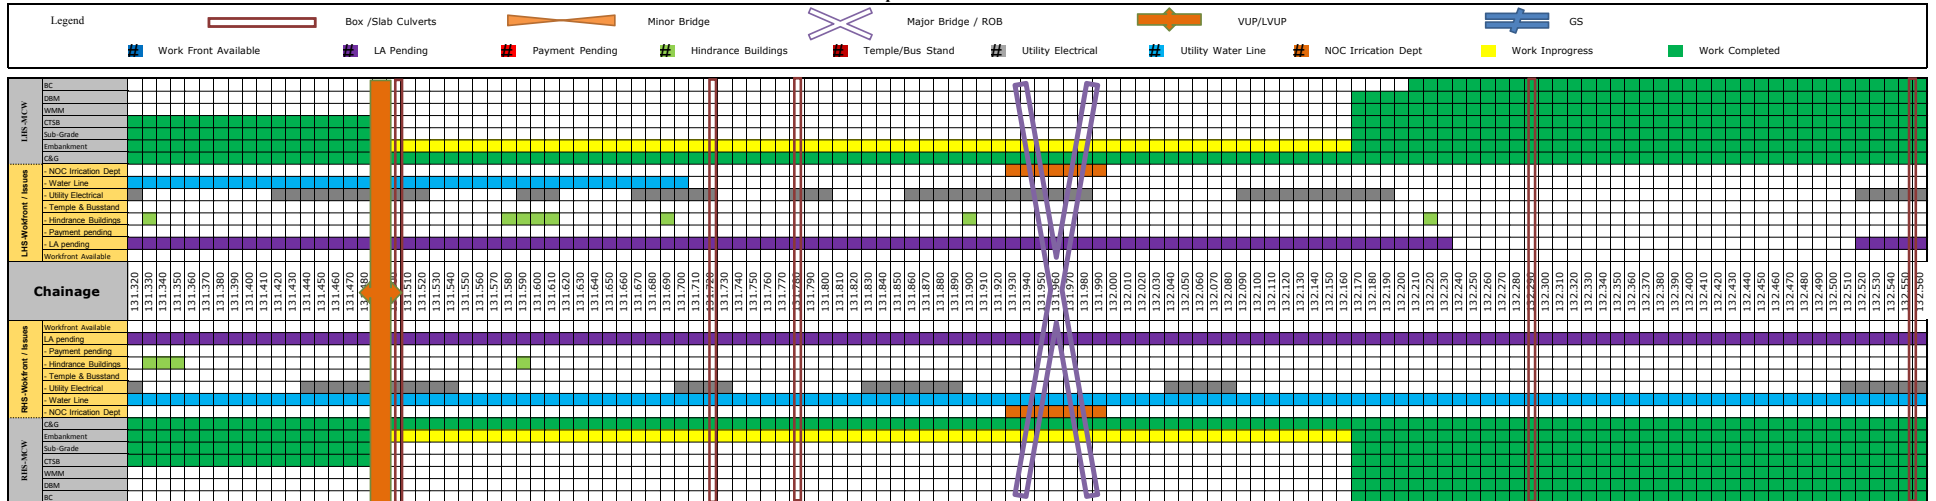 Legend
Box /Slab Culverts
Minor Bridge
Major Bridge / ROB
VUP/LVUP
GS
# Work Front Available
# LA Pending
# Payment Pending
# Hindrance Buildings
# Temple/Bus Stand
# Utility Electrical
# Utility Water Line
# NOC Irrication Dept
Work Inprogress
Work Completed
LHS-MCW
BC
DBM
WMM
CTSB
Sub-Grade
Embankment
C&G
LHS-Wokfront / Issues
- NOC Irrication Dept
- Water Line
- Utility Electrical
- Temple & Busstand
- Hindrance Buildings
- Payment pending
- LA pending
Workfront Available
Chainage
131.320
131.330
131.340
131.350
131.360
131.370
131.380
131.390
131.400
131.410
131.420
131.430
131.440
131.450
131.460
131.470
131.480
131.510
131.520
131.530
131.540
131.550
131.560
131.570
131.580
131.590
131.600
131.610
131.620
131.630
131.640
131.650
131.660
131.670
131.680
131.690
131.700
131.710
131.720
131.730
131.740
131.750
131.760
131.770
131.780
131.790
131.800
131.810
131.820
131.830
131.840
131.850
131.860
131.870
131.880
131.890
131.900
131.910
131.920
131.930
131.940
131.950
131.960
131.970
131.980
131.990
132.000
132.010
132.020
132.030
132.040
132.050
132.060
132.070
132.080
132.090
132.100
132.110
132.120
132.130
132.140
132.150
132.160
132.170
132.180
132.190
132.200
132.210
132.220
132.230
132.240
132.250
132.260
132.270
132.280
132.290
132.300
132.310
132.320
132.330
132.340
132.350
132.360
132.370
132.380
132.390
132.400
132.410
132.420
132.430
132.440
132.450
132.460
132.470
132.480
132.490
132.500
132.510
132.520
132.530
132.540
132.550
132.560
RHS-Wokfront / Issues
Workfront Available
LA pending
- Payment pending
- Hindrance Buildings
- Temple & Busstand
- Utility Electrical
- Water Line
- NOC Irrication Dept
RHS-MCW
C&G
Embankment
Sub-Grade
CTSB
WMM
DBM
BC